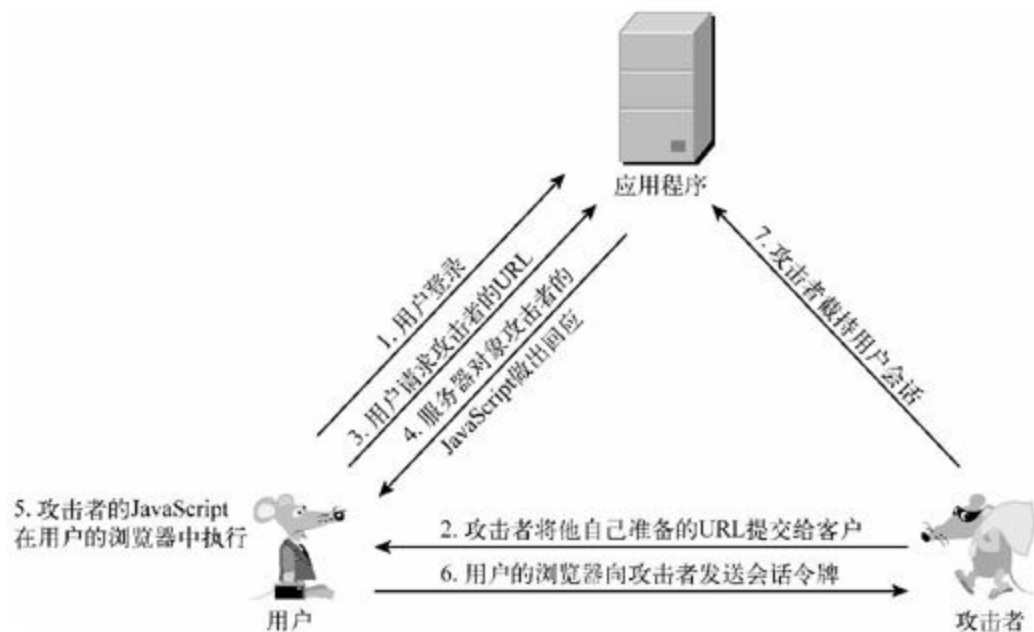 应用程序
1. 用户登录
3. 用户请求攻击者的URL
4. 服务器对象攻击者的
JavaScript做出回应
7. 攻击者截持用户会话
5. 攻击者的JavaScript
在用户的浏览器中执行
2. 攻击者将他自己准备的URL提交给客户
6. 用户的浏览器向攻击者发送会话令牌
用户
攻击者